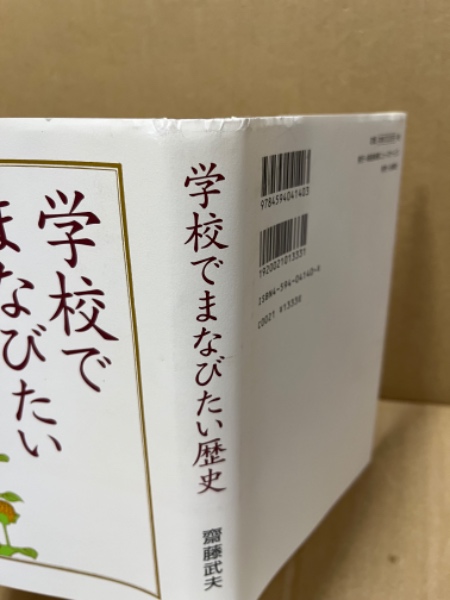 学校で
まなびたい
学校でまなびたい歴史
齋藤武夫
9784594041403
1920021013331
ISBN4-594-04140-0
C0021 ¥1333E